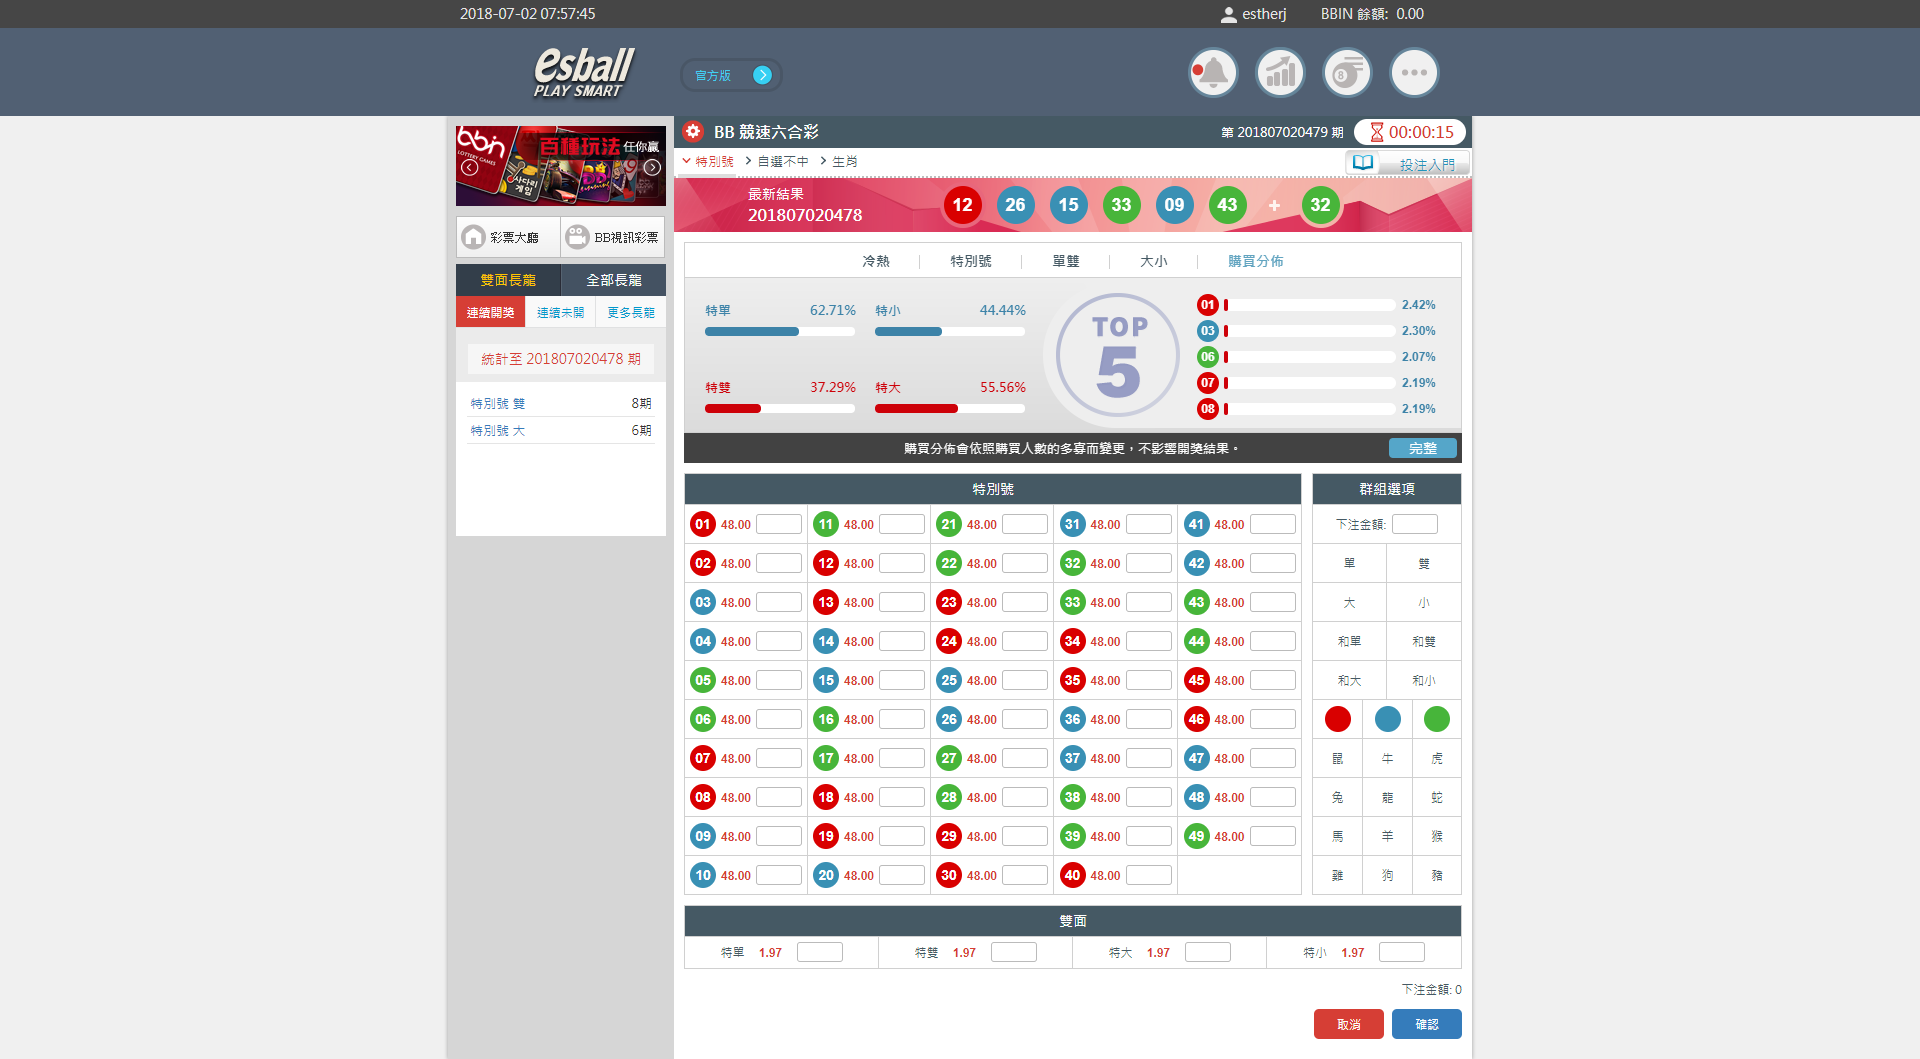 2018-07-02 07:57:45
estherj
BBIN 餘額: 0.00
esball
PLAY SMART
官方版
8
bbin
LOTTERY GAMES
百種玩法 任你贏
사다리
게임
彩票大廳
BB視訊彩票
雙面長龍
全部長龍
連續開獎
連續未開
更多長龍
統計至 201807020478 期
特別號 雙 8期
特別號 大 6期
BB 競速六合彩
第 201807020479 期
00:00:15
特別號
自選不中
生肖
投注入門
最新結果
201807020478
12 26 15 33 09 43 + 32
冷熱
特別號
單雙
大小
購買分佈
特單 62.71%
特小 44.44%
特雙 37.29%
特大 55.56%
TOP
5
01 2.42%
03 2.30%
06 2.07%
07 2.19%
08 2.19%
購買分佈會依照購買人數的多寡而變更，不影響開獎結果。
完整
特別號
01 48.00 11 48.00 21 48.00 31 48.00 41 48.00
02 48.00 12 48.00 22 48.00 32 48.00 42 48.00
03 48.00 13 48.00 23 48.00 33 48.00 43 48.00
04 48.00 14 48.00 24 48.00 34 48.00 44 48.00
05 48.00 15 48.00 25 48.00 35 48.00 45 48.00
06 48.00 16 48.00 26 48.00 36 48.00 46 48.00
07 48.00 17 48.00 27 48.00 37 48.00 47 48.00
08 48.00 18 48.00 28 48.00 38 48.00 48 48.00
09 48.00 19 48.00 29 48.00 39 48.00 49 48.00
10 48.00 20 48.00 30 48.00 40 48.00
群組選項
下注金額:
單 雙
大 小
和單 和雙
和大 和小
鼠 牛 虎
兔 龍 蛇
馬 羊 猴
雞 狗 豬
雙面
特單 1.97
特雙 1.97
特大 1.97
特小 1.97
下注金額: 0
取消
確認